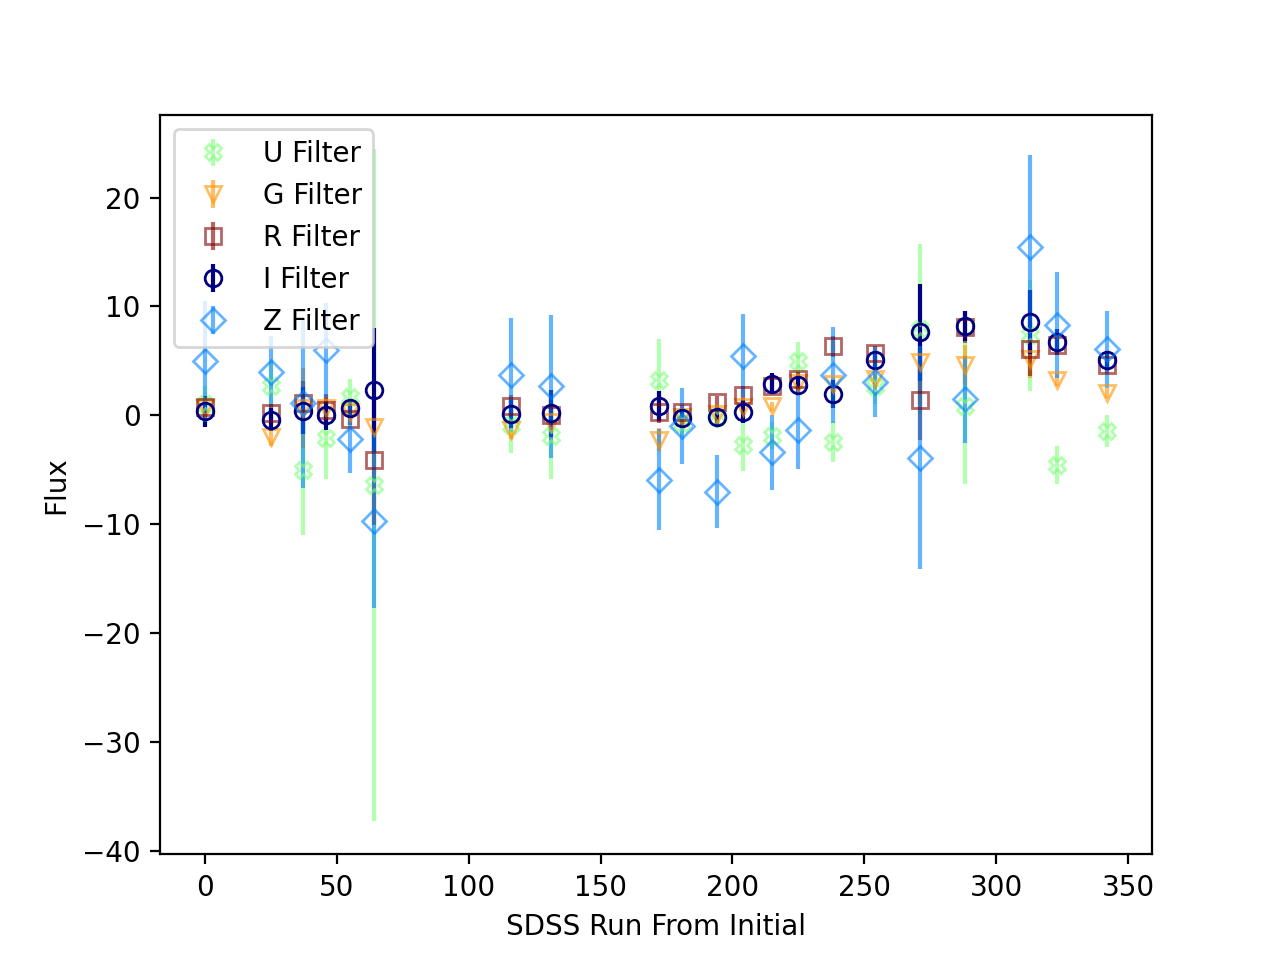 U Filter
G Filter
R Filter
I Filter
Z Filter
20
10
0
−10
−20
−30
−40
Flux
0 50 100 150 200 250 300 350
SDSS Run From Initial